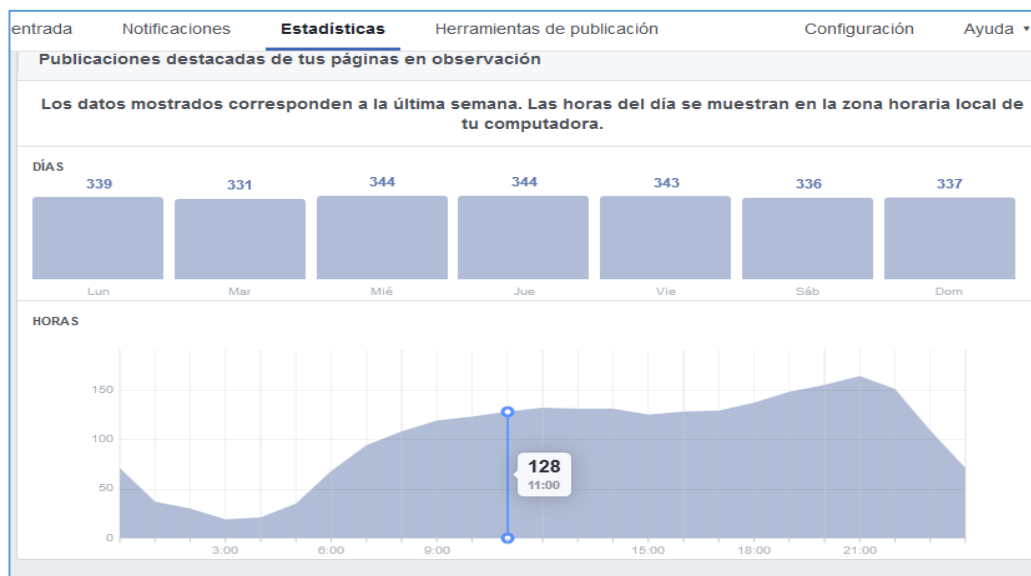 entrada Notificaciones Estadísticas Herramientas de publicación Configuración Ayuda
Publicaciones destacadas de tus páginas en observación
Los datos mostrados corresponden a la última semana. Las horas del día se muestran en la zona horaria local de
tu computadora.
DÍAS
339 331 344 344 343 336 337
Lun Mar Mié Jue Vie Sáb Dom
HORAS
150
100
50
0
128
11:00
3:00 6:00 9:00 15:00 18:00 21:00